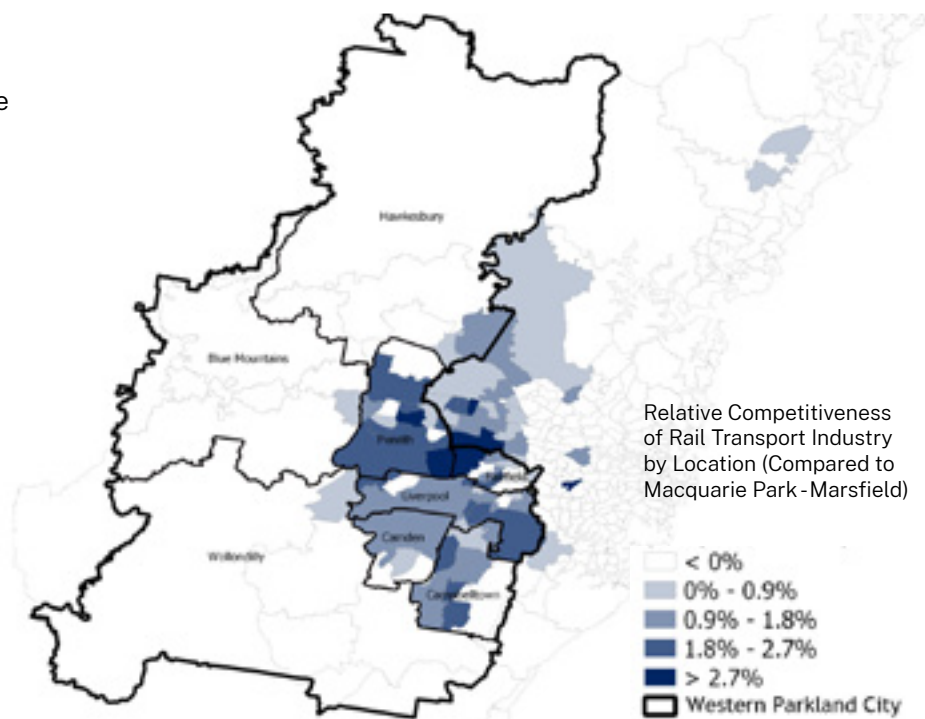 e
Hawkesbury
Blue Mountains
Penrith
Fairfield
Liverpool
Camden
Wollondilly
Campbelltown
Relative Competitiveness
of Rail Transport Industry
by Location (Compared to
Macquarie Park - Marsfield)
< 0%
0% - 0.9%
0.9% - 1.8%
1.8% - 2.7%
> 2.7%
Western Parkland City